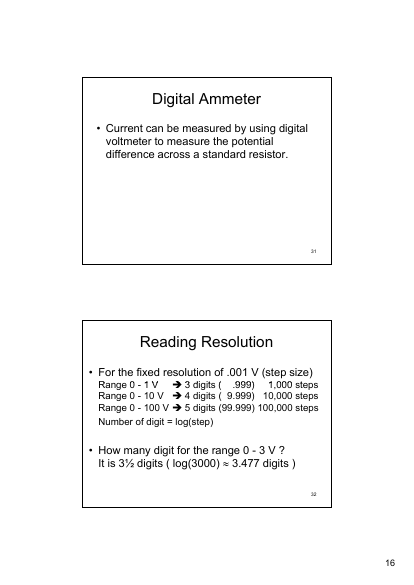 Digital Ammeter
• Current can be measured by using digital
voltmeter to measure the potential
difference across a standard resistor.
31
Reading Resolution
• For the fixed resolution of .001 V (step size)
Range 0 - 1 V ➔ 3 digits ( .999) 1,000 steps
Range 0 - 10 V ➔ 4 digits ( 9.999) 10,000 steps
Range 0 - 100 V ➔ 5 digits (99.999) 100,000 steps
Number of digit = log(step)
• How many digit for the range 0 - 3 V ?
It is 3½ digits ( log(3000) ≈ 3.477 digits )
32
16